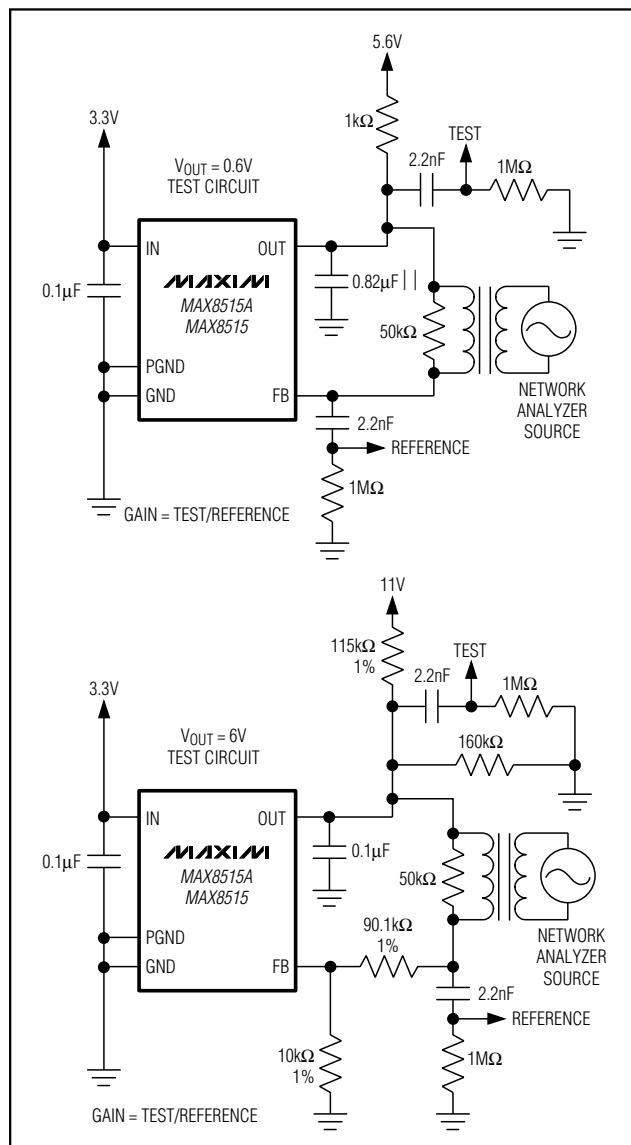 5.6V
1kΩ
3.3V
TEST
2.2nF
1MΩ
VOUT = 0.6V
TEST CIRCUIT
IN
OUT
MAXIM
0.1µF
MAX8515A
MAX8515
0.82µF ||
50kΩ
PGND
GND
FB
NETWORK
ANALYZER
SOURCE
2.2nF
REFERENCE
1MΩ
GAIN = TEST/REFERENCE
11V
115kΩ
1%
TEST
2.2nF
1MΩ
3.3V
VOUT = 6V
TEST CIRCUIT
160kΩ
IN
OUT
MAXIM
0.1µF
MAX8515A
MAX8515
0.1µF
50kΩ
90.1kΩ
1%
PGND
GND
FB
NETWORK
ANALYZER
SOURCE
2.2nF
REFERENCE
10kΩ
1%
1MΩ
GAIN = TEST/REFERENCE